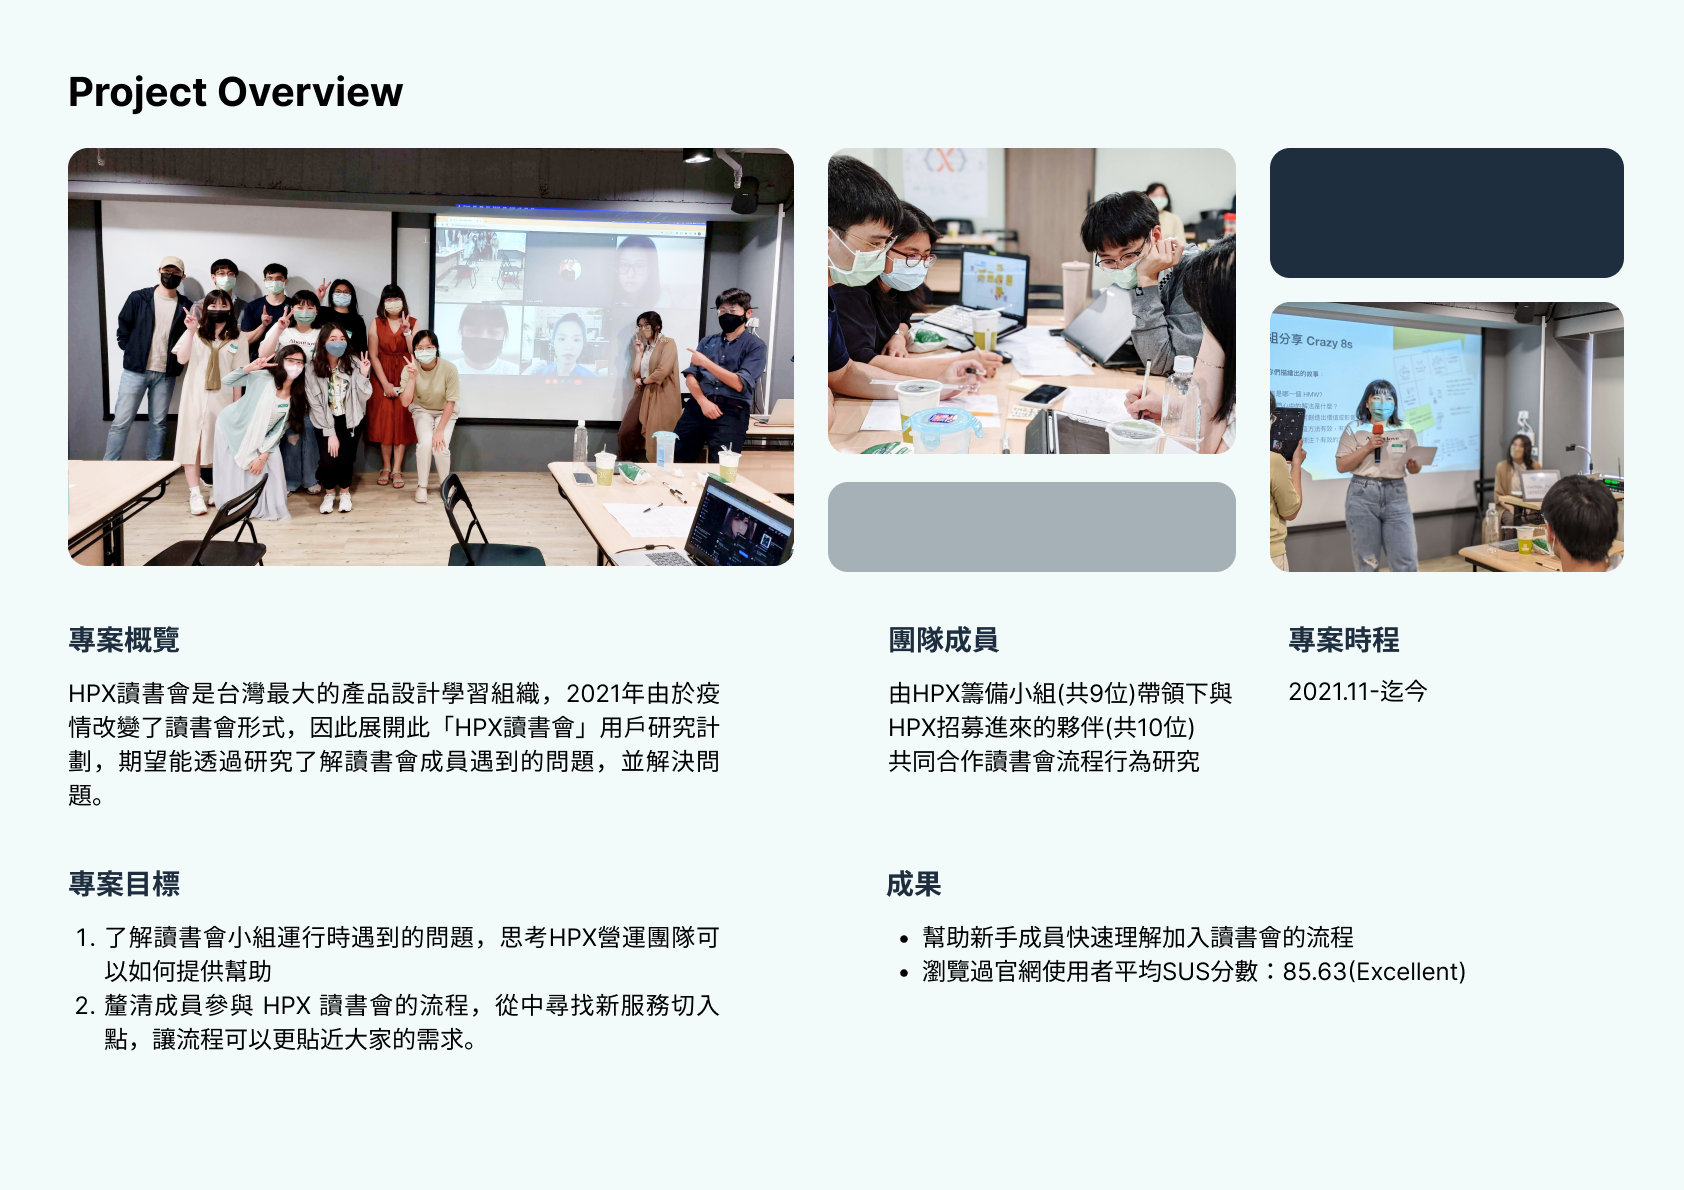 Project Overview
組分享 Crazy 8s
專案概覽
HPX讀書會是台灣最大的產品設計學習組織，2021年由於疫
情改變了讀書會形式，因此展開此「HPX讀書會」用戶研究計
劃，期望能透過研究了解讀書會成員遇到的問題，並解決問
題。
團隊成員
由HPX籌備小組(共9位)帶領下與
HPX招募進來的夥伴(共10位)
共同合作讀書會流程行為研究
專案時程
2021.11-迄今
專案目標
1. 了解讀書會小組運行時遇到的問題，思考HPX營運團隊可
以如何提供幫助
2. 釐清成員參與 HPX 讀書會的流程，從中尋找新服務切入
點，讓流程可以更貼近大家的需求。
成果
• 幫助新手成員快速理解加入讀書會的流程
• 瀏覽過官網使用者平均SUS分數：85.63(Excellent)